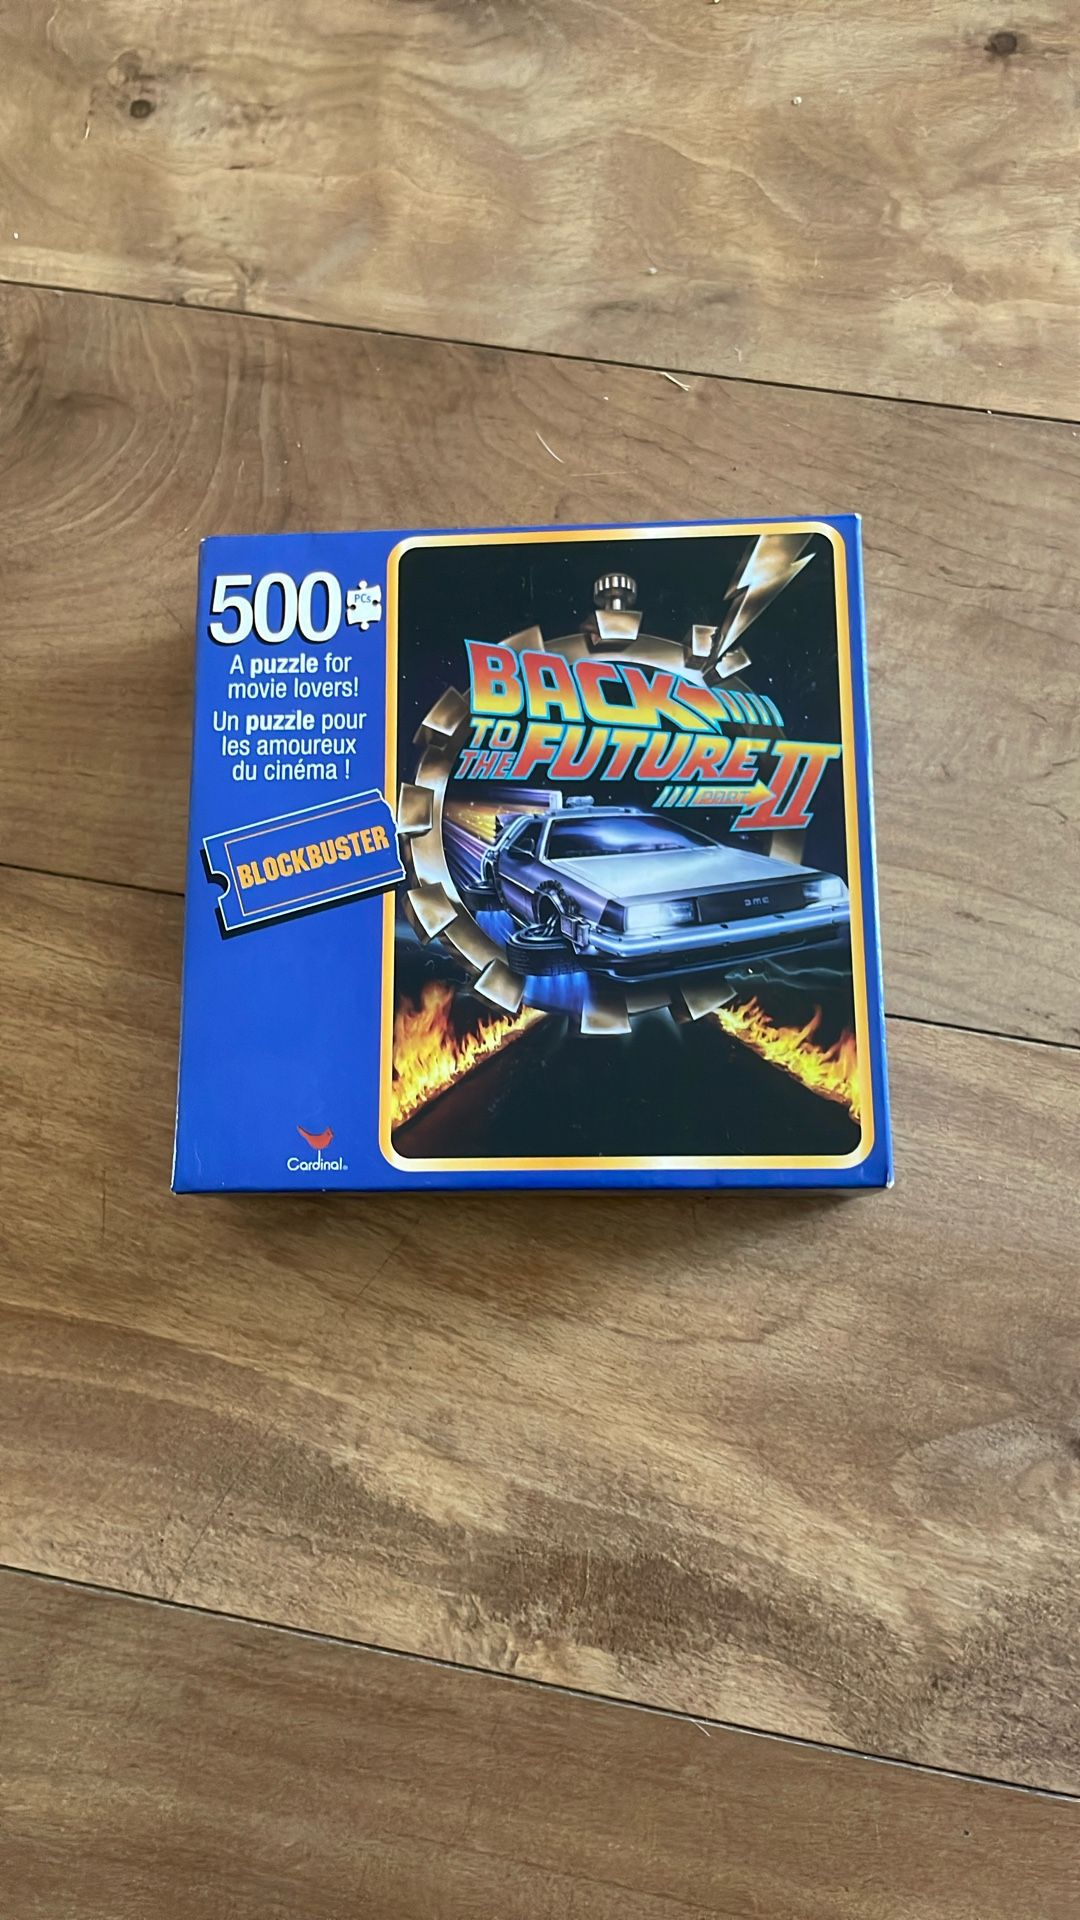 500 PCs
A puzzle for
movie lovers!
Un puzzle pour
les amoureux
du cinéma !
BLOCKBUSTER
Cardinal
BACK
TO THE FUTURE
PART II
DMC